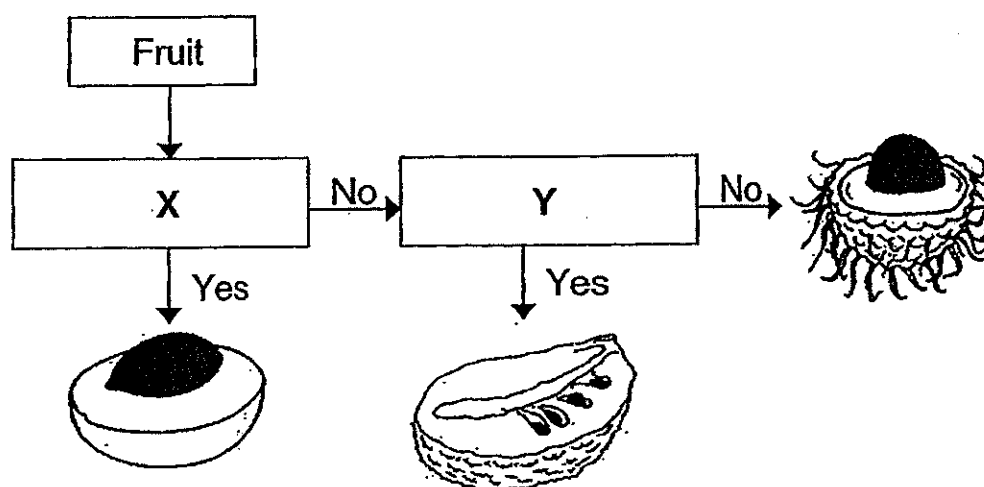 Fruit
X
No
Y
No
Yes
Yes